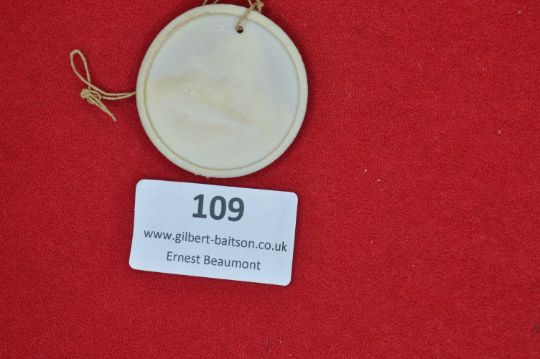 109
www.gilbert-baitson.co.uk
Ernest Beaumont